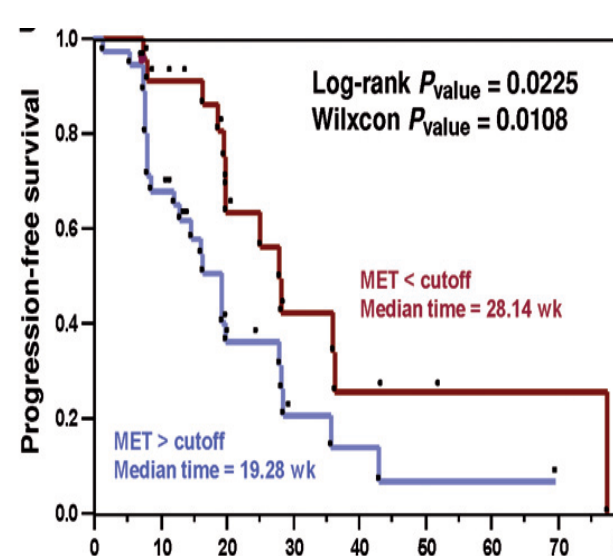 1.0
Log-rank Pvalue = 0.0225
Wilxcon Pvalue = 0.0108
0.8
Progression-free survival
0.6
MET < cutoff
Median time = 28.14 wk
0.4
0.2
MET > cutoff
Median time = 19.28 wk
0.0
0 10 20 30 40 50 60 70